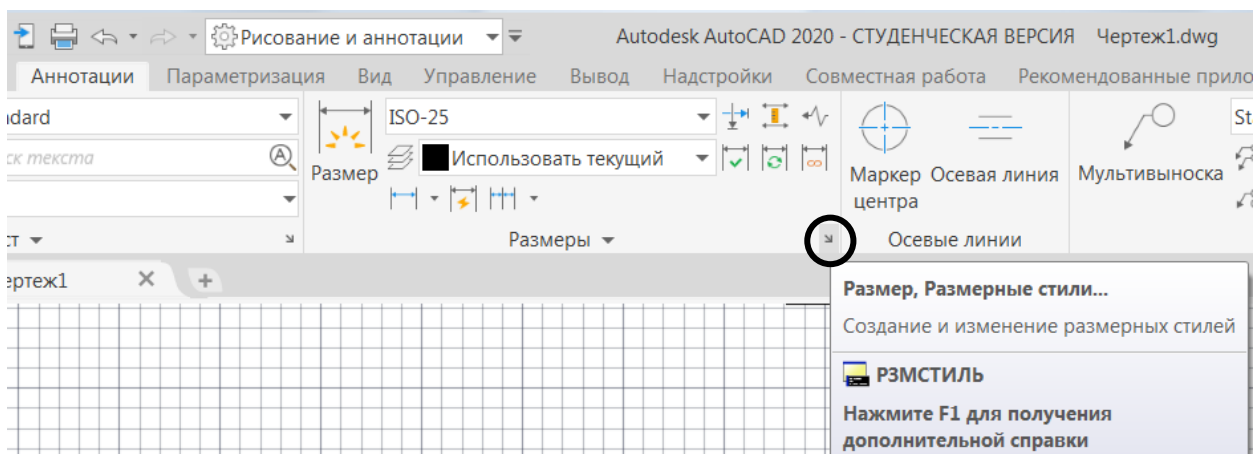 Рисование и аннотации
Autodesk AutoCAD 2020 - СТУДЕНЧЕСКАЯ ВЕРСИЯ Чертеж1.dwg
Аннотации Параметризация Вид Управление Вывод Надстройки Совместная работа Рекомендованные прило
ndard
ISO-25
St
ск текста
A
Использовать текущий
Размер
Маркер центра
Осевая линия
Мультивыноска
ст
Размеры
Осевые линии
ертеж1
Размер, Размерные стили...
Создание и изменение размерных стилей
РЗМСТИЛЬ
Нажмите F1 для получения
дополнительной справки